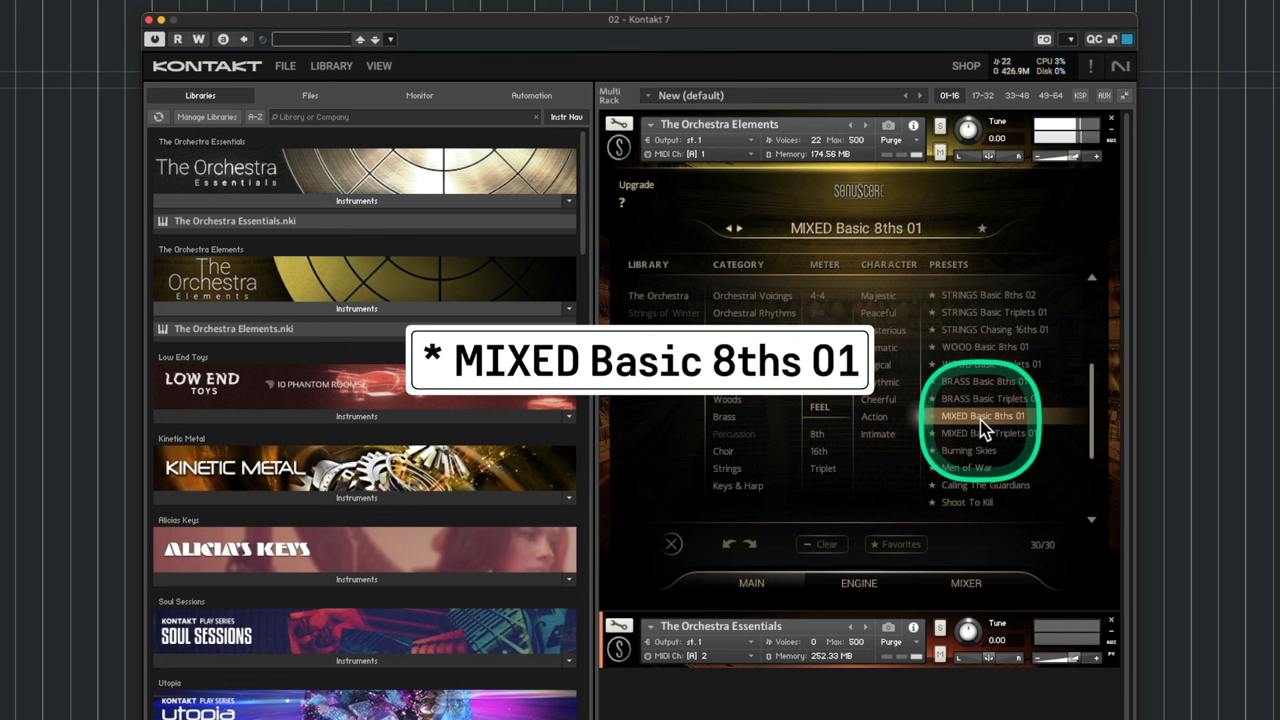 02 - Kontakt 7
R W a QC
KONTAKT FILE LIBRARY VIEW SHOP 22 426.9M CPU 3% Disk 0% !
Libraries Files Monitor Automation
Manage Libraries A-Z Library or Company × Instr Nav
The Orchestra Essentials
The Orchestra
Essentials
Instruments
The Orchestra Essentials.nki
The Orchestra Elements
The
Orchestra
Elements
Instruments
The Orchestra Elements.nki
Low End Toys
LOW END
TOYS
Instruments
Kinetic Metal
KINETIC METAL
Instruments
Alicias Keys
ALICIA'S KEYS
Instruments
Soul Sessions
KONTAKT PLAY SERIES
SOUL SESSIONS
Instruments
Utopia
KONTAKT PLAY SERIES
utopia
Multi
Rack
New (default) 01-16 17-32 33-48 49-64 KSP AUX
The Orchestra Elements
Output: st.1 Voices: 22 Max: 500 Purge
MIDI Ch: [A] 1 Memory: 174.56 MB
S
M
Tune
0.00
L R - +
AUX
Upgrade
?
SONUSCORE
MIXED Basic 8ths 01
LIBRARY CATEGORY METER CHARACTER PRESETS
The Orchestra Orchestral Voicings 4-4 Majestic STRINGS Basic 8ths 02
Strings of Winter Orchestral Rhythms 3-4 Peaceful STRINGS Basic Triplets 01
STRINGS Chasing 16ths 01
WOOD Basic 8ths 01
* MIXED Basic 8ths 01
BRASS Basic 8ths 01
Woods Cheerful BRASS Basic Triplets
Brass FEEL Action MIXED Basic 8ths 01
Percussion 8th Intimate
Choir 16th Burning Skies
Strings Triplet Men of War
Keys & Harp Calling The Guardians
Shoot To Kill
Clear Favorites 30/30
MAIN ENGINE MIXER
The Orchestra Essentials
Output: st.1 Voices: 0 Max: 500 Purge
MIDI Ch: [A] 2 Memory: 252.33 MB
S
M
Tune
0.00
L R - +